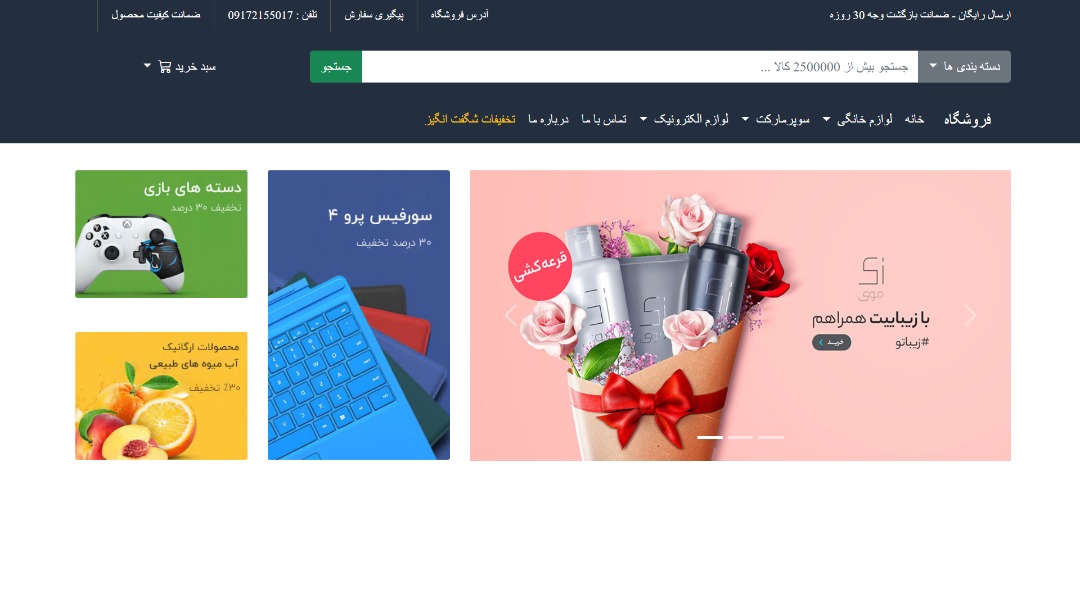 ارسال رایگان - ضمانت بازگشت وجه 30 روزه
آدرس فروشگاه
پیگیری سفارش
تلفن : 09172155017
ضمانت کیفیت محصول
دسته بندی ها
جستجو بیش از 2500000 کالا ...
جستجو
سبد خرید
فروشگاه
خانه
لوازم خانگی
سوپرمارکت
لوازم الکترونیک
تماس با ما
درباره ما
تخفیفات شگفت انگیز
قرعه‌کشی
موی
با زیباییت همراهم
#زیباتو
خرید
سورفیس پرو ۴
۳۰ درصد تخفیف
دسته های بازی
تخفیف ۳۰ درصد
محصولات ارگانیک
آب میوه های طبیعی
٪۳۰ تخفیف